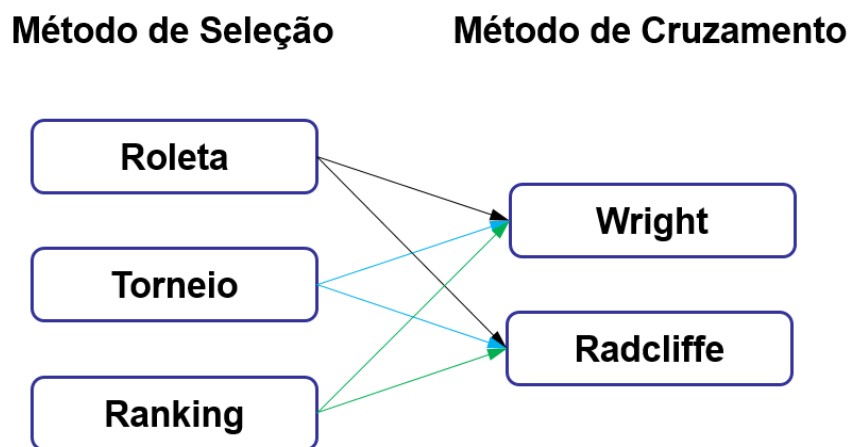 Método de Seleção
Método de Cruzamento
Roleta
Wright
Torneio
Radcliffe
Ranking